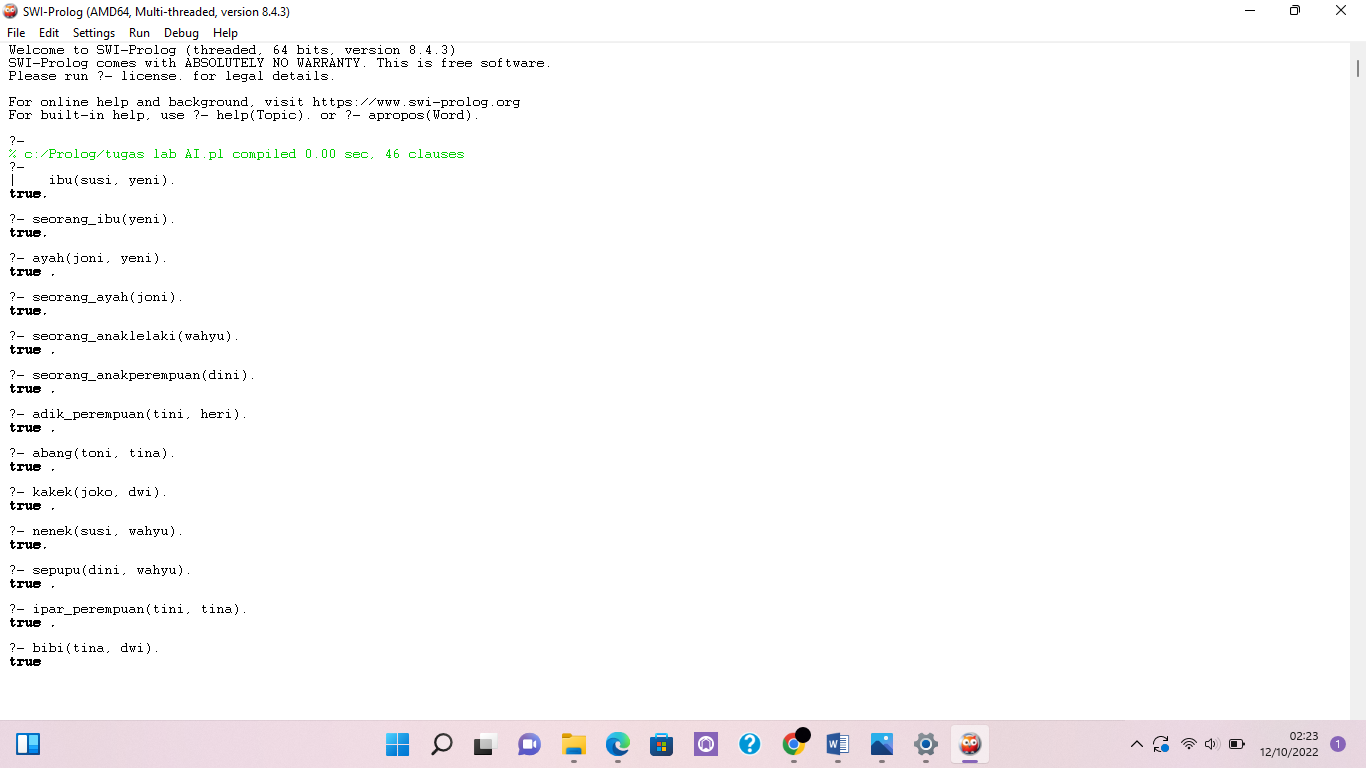 SWI-Prolog (AMD64, Multi-threaded, version 8.4.3)
File Edit Settings Run Debug Help
Welcome to SWI-Prolog (threaded, 64 bits, version 8.4.3)
SWI-Prolog comes with ABSOLUTELY NO WARRANTY. This is free software.
Please run ?- license. for legal details.
For online help and background, visit https://www.swi-prolog.org
For built-in help, use ?- help(Topic). or ?- apropos(Word).
?-
% c:/Prolog/tugas lab AI.pl compiled 0.00 sec, 46 clauses
?-
|    ibu(susi, yeni).
true.
?- seorang_ibu(yeni).
true.
?- ayah(joni, yeni).
true .
?- seorang_ayah(joni).
true.
?- seorang_anaklelaki(wahyu).
true .
?- seorang_anakperempuan(dini).
true .
?- adik_perempuan(tini, heri).
true .
?- abang(toni, tina).
true .
?- kakek(joko, dwi).
true .
?- nenek(susi, wahyu).
true.
?- sepupu(dini, wahyu).
true .
?- ipar_perempuan(tini, tina).
true .
?- bibi(tina, dwi).
true
02:23
12/10/2022
1